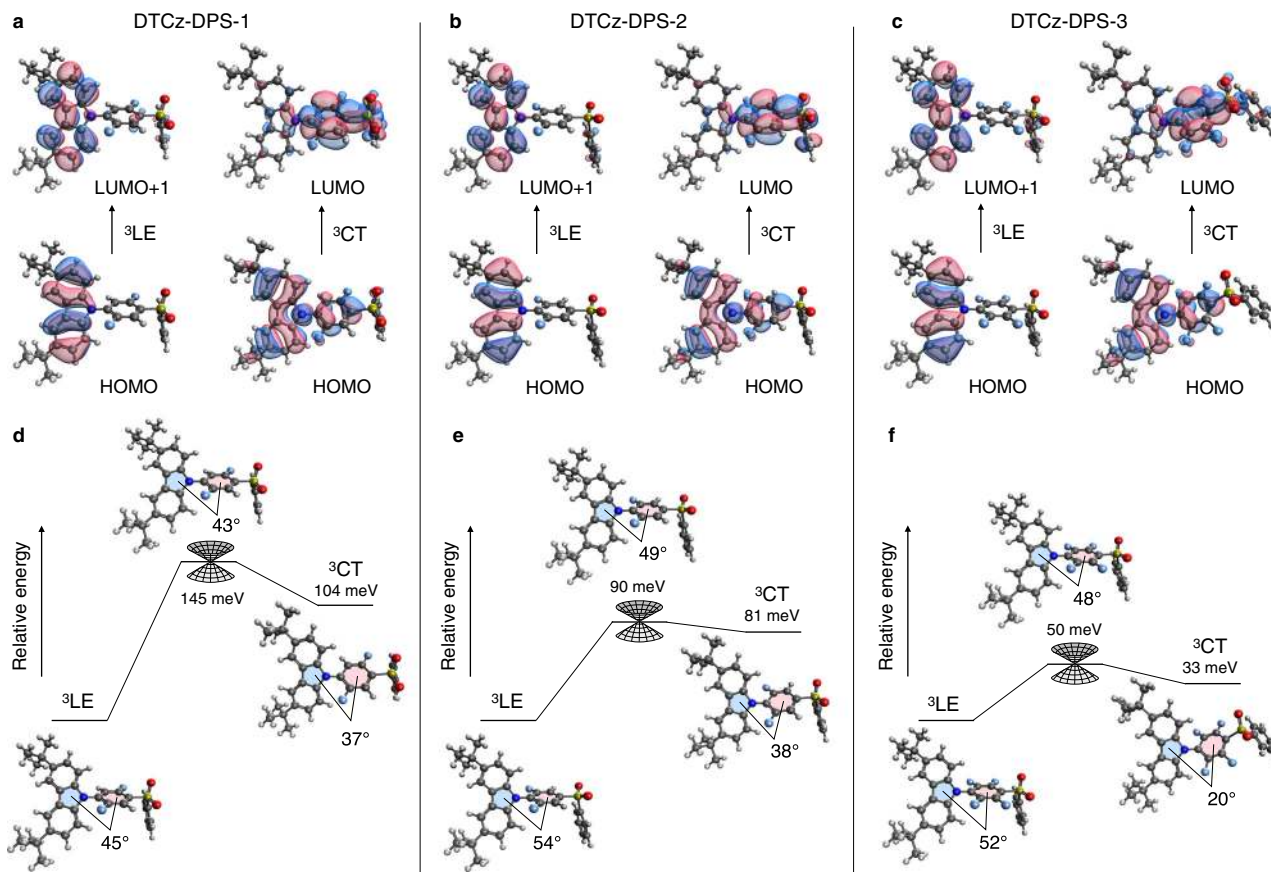 a DTCz-DPS-1
LUMO+1 LUMO
³LE ³CT
HOMO HOMO
b DTCz-DPS-2
LUMO+1 LUMO
³LE ³CT
HOMO HOMO
c DTCz-DPS-3
LUMO+1 LUMO
³LE ³CT
HOMO HOMO
d
43°
Relative energy
³CT
145 meV 104 meV
³LE
37°
45°
e
49°
Relative energy
90 meV ³CT
81 meV
³LE
38°
54°
f
48°
Relative energy
50 meV ³CT
33 meV
³LE
20°
52°